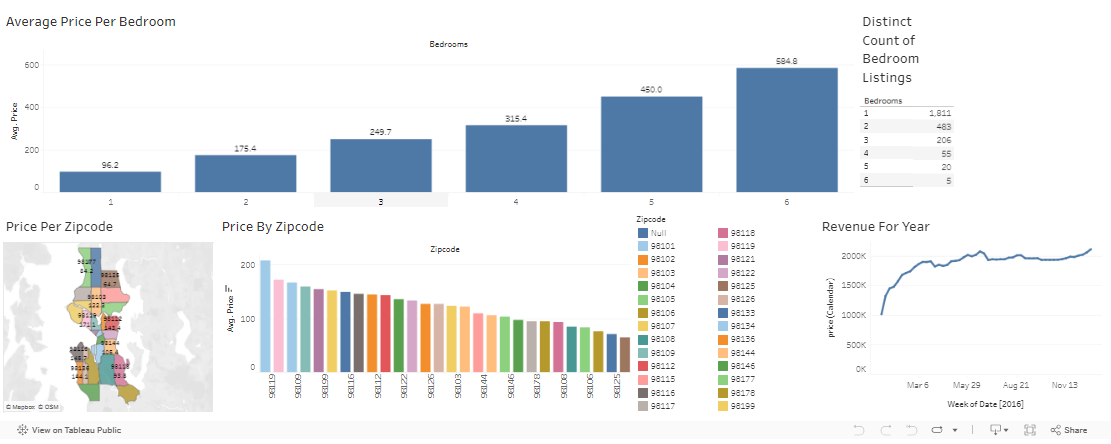 Average Price Per Bedroom
Bedrooms
Avg. Price
600
400
200
0
96.2
175.4
249.7
315.4
450.0
584.8
1
2
3
4
5
6
Distinct
Count of
Bedroom
Listings
Bedrooms
1 1,811
2 483
3 206
4 55
5 20
6 5
Price Per Zipcode
© Mapbox © OSM
Price By Zipcode
Zipcode
Avg. Price
200
100
0
98119
98109
98199
98116
98112
98122
98126
98103
98144
98146
98178
98108
98106
98125
Zipcode
Null
98101
98102
98103
98104
98105
98106
98107
98108
98109
98112
98115
98116
98117
98118
98119
98121
98122
98125
98126
98133
98134
98136
98144
98146
98177
98178
98199
Revenue For Year
price (Calendar)
2000K
1500K
1000K
500K
0K
Mar 6
May 29
Aug 21
Nov 13
Week of Date [2016]
View on Tableau Public
Share